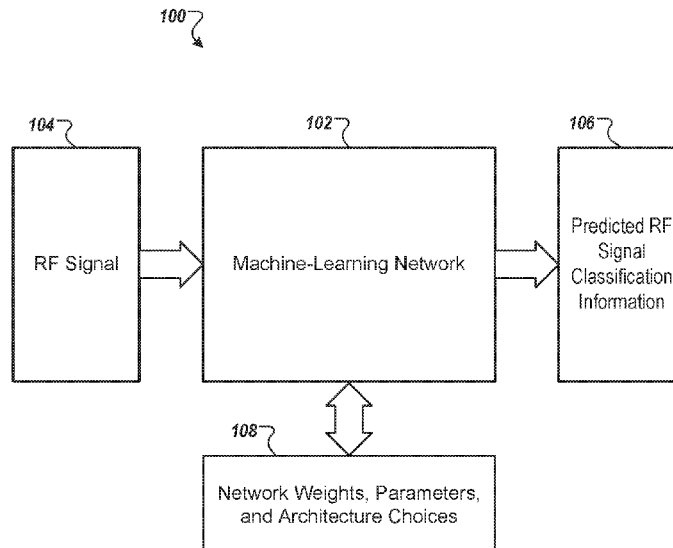 100
104
102
106
RF Signal
Machine-Learning Network
Predicted RF
Signal
Classification
Information
108
Network Weights, Parameters,
and Architecture Choices